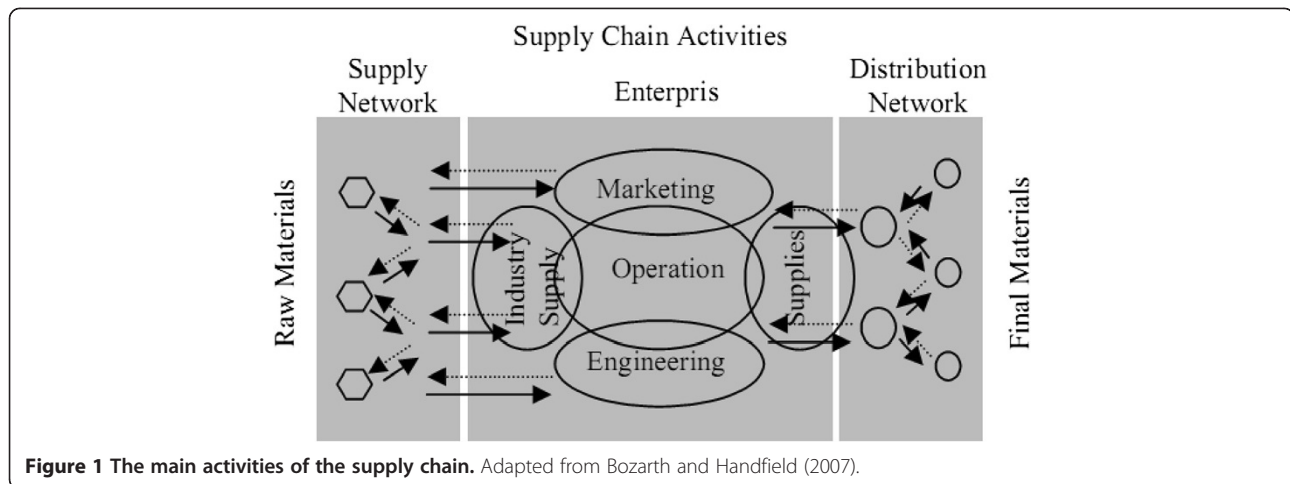 Supply Chain Activities
Supply
Network
Enterpris
Distribution
Network
Raw Materials
Marketing
Industry
Supply
Operation
Supplies
Engineering
Final Materials
Figure 1 The main activities of the supply chain. Adapted from Bozarth and Handfield (2007).